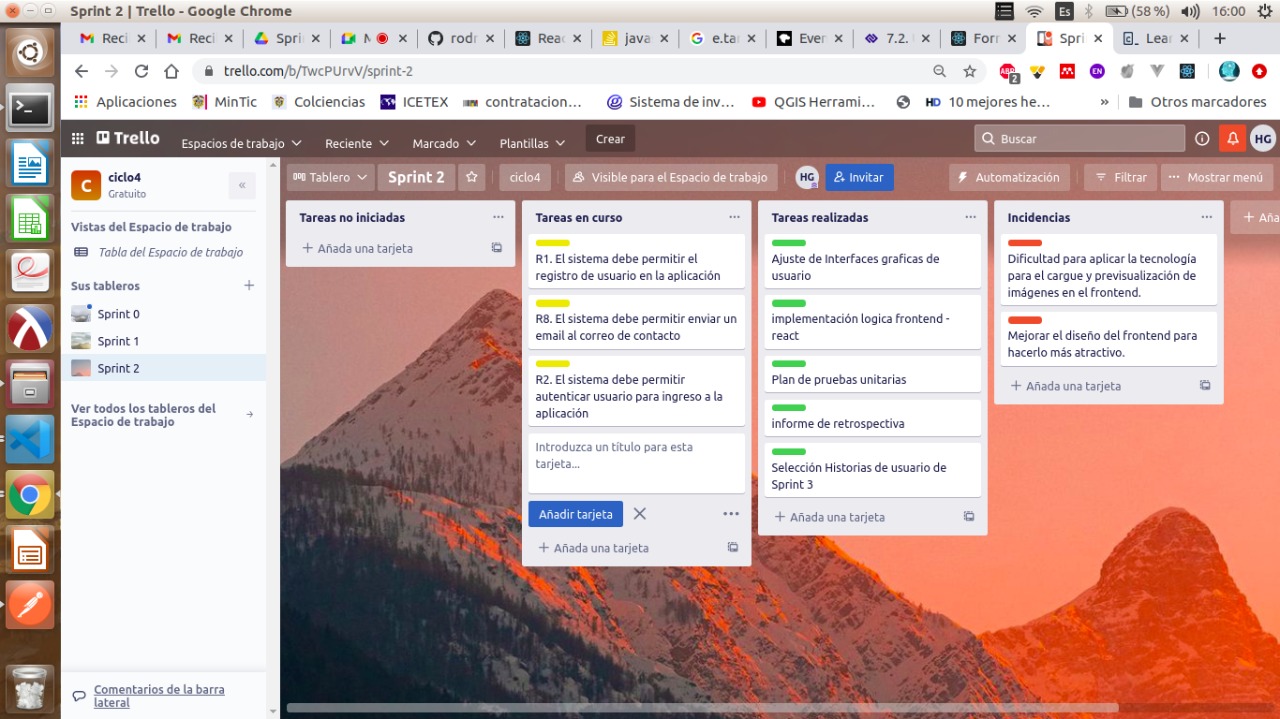 Sprint 2 | Trello - Google Chrome
Es
(58 %)
16:00
Reci
Reci
Sprin
M
rodr
Reac
java
e.tar
Even
7.2.
Forr
Spri
Lear
trello.com/b/TwcPUrvV/sprint-2
ABP
2
EN
Aplicaciones
MinTic
Colciencias
ICETEX
contratacion...
Sistema de inv...
QGIS Herrami...
HD 10 mejores he...
»
Otros marcadores
Trello
Espacios de trabajo
Reciente
Marcado
Plantillas
Crear
Buscar
HG
C
ciclo4
Gratuito
«
Vistas del Espacio de trabajo
Tabla del Espacio de trabajo
Sus tableros
Sprint 0
Sprint 1
Sprint 2
Ver todos los tableros del
Espacio de trabajo
Comentarios de la barra
lateral
Tablero
Sprint 2
ciclo4
Visible para el Espacio de trabajo
HG
Invitar
Automatización
Filtrar
Mostrar menú
Tareas no iniciadas
+ Añada una tarjeta
Tareas en curso
R1. El sistema debe permitir el
registro de usuario en la aplicación
R8. El sistema debe permitir enviar un
email al correo de contacto
R2. El sistema debe permitir
autenticar usuario para ingreso a la
aplicación
Introduzca un título para esta
tarjeta...
Añadir tarjeta
+ Añada una tarjeta
Tareas realizadas
Ajuste de Interfaces graficas de
usuario
implementación logica frontend -
react
Plan de pruebas unitarias
informe de retrospectiva
Selección Historias de usuario de
Sprint 3
+ Añada una tarjeta
Incidencias
Dificultad para aplicar la tecnología
para el cargue y previsualización de
imágenes en el frontend.
Mejorar el diseño del frontend para
hacerlo más atractivo.
+ Añada una tarjeta
+ Aña